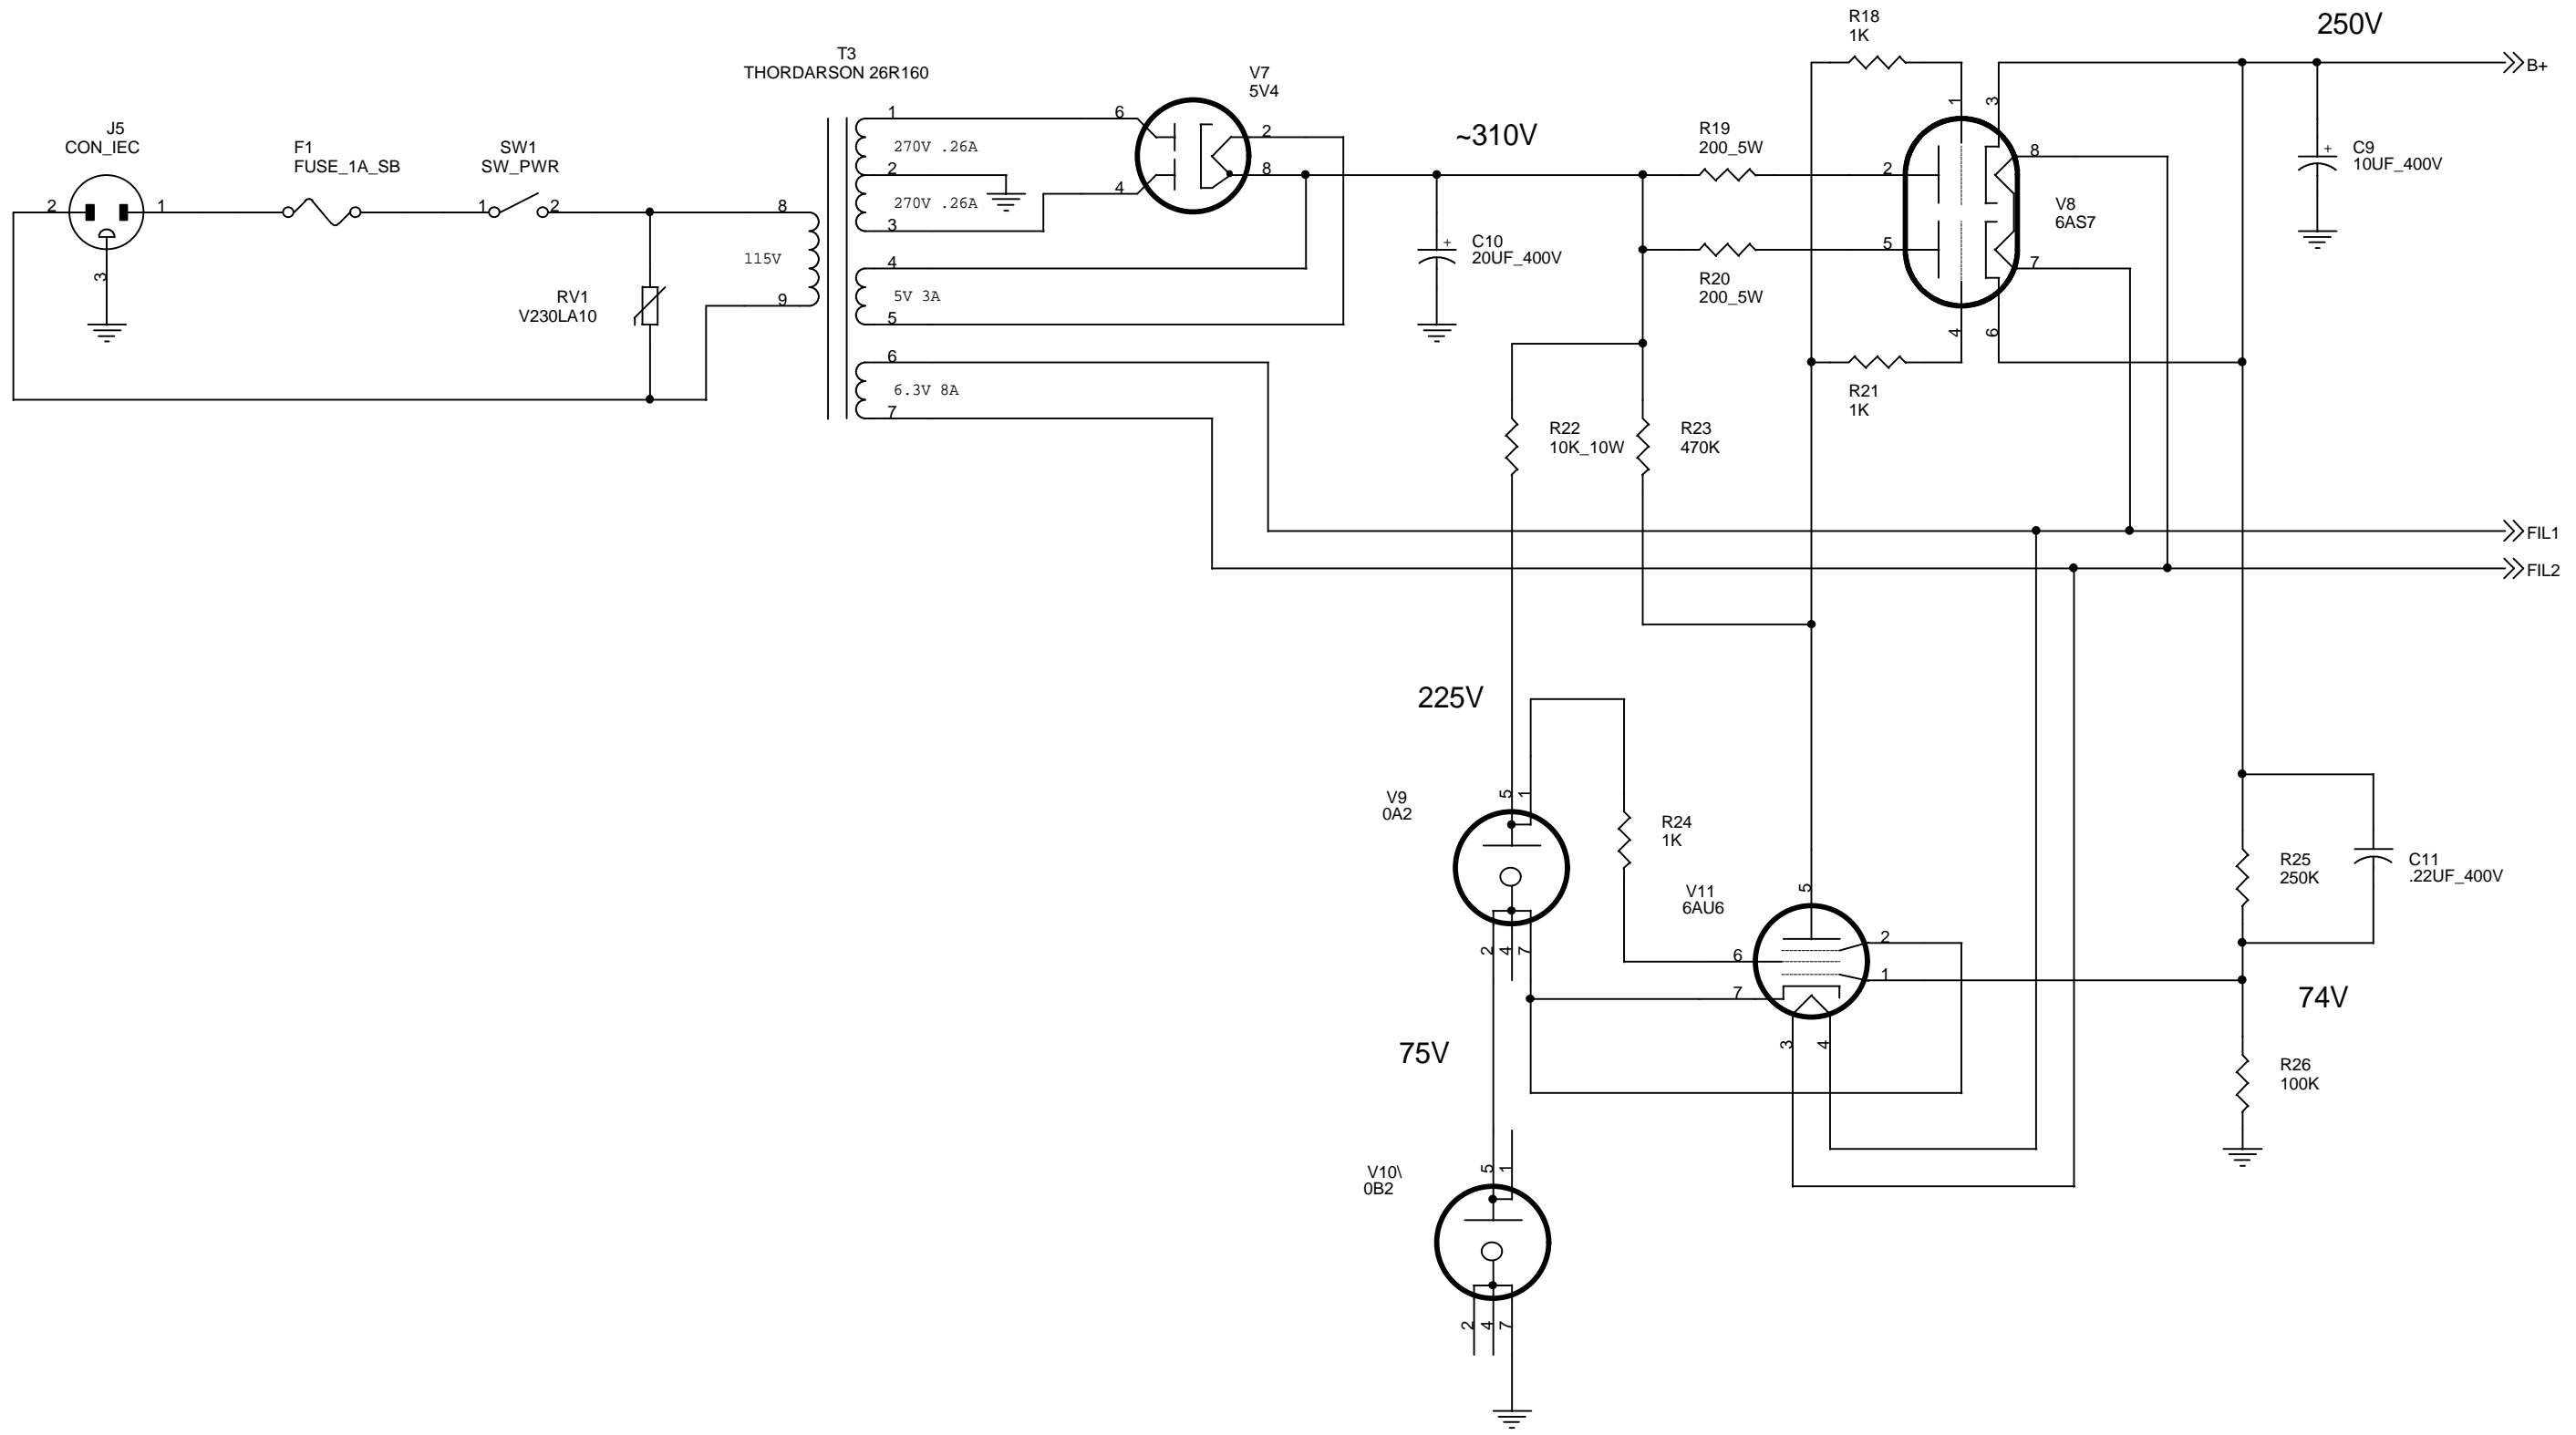 R18
1K
250V
T3
THORDARSON 26R160
V7
5V4
B+
J5
CON_IEC
F1
FUSE_1A_SB
SW1
SW_PWR
1
270V .26A
2
270V .26A
3
6
4
2
8
~310V
R19
200_5W
1
3
2
8
C9
10UF_400V
+
V8
6AS7
2
1
3
1
2
8
115V
9
RV1
V230LA10
4
5V 3A
5
6
6.3V 8A
7
C10
20UF_400V
+
R20
200_5W
5
7
4
6
R21
1K
R22
10K_10W
R23
470K
FIL1
FIL2
225V
V9
0A2
5
1
R24
1K
2
4
7
V11
6AU6
5
6
7
2
1
3
4
R25
250K
C11
.22UF_400V
74V
75V
R26
100K
V10\
0B2
5
1
2
4
7